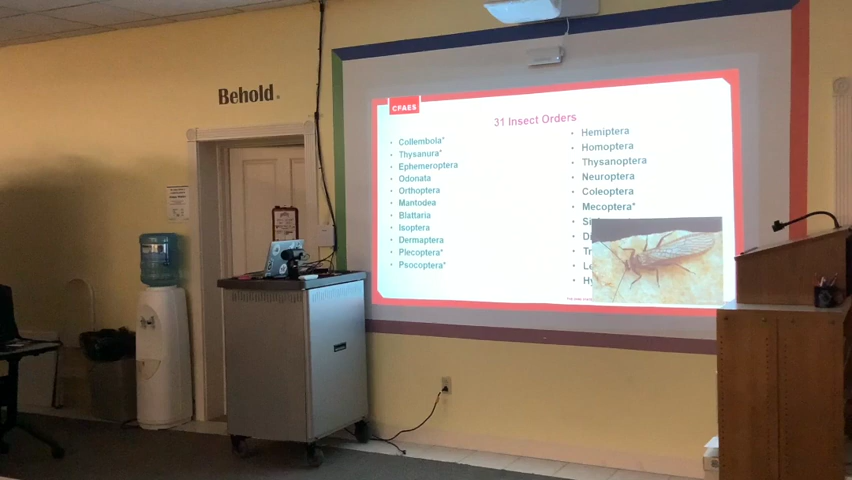 Behold.
CFAES
31 Insect Orders
• Collembola*
• Thysanura*
• Ephemeroptera
• Odonata
• Orthoptera
• Mantodea
• Blattaria
• Isoptera
• Dermaptera
• Plecoptera*
• Psocoptera*
• Hemiptera
• Homoptera
• Thysanoptera
• Neuroptera
• Coleoptera
• Mecoptera*